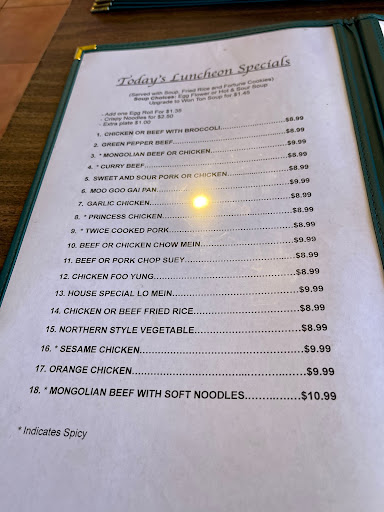 Today's Luncheon Specials
(Served with Soup, Fried Rice and Fortune Cookies)
Soup Choices: Egg Flower or Hot & Sour Soup
Upgrade to Won Ton Soup for $1.45
- Add one Egg Roll For $1.35
- Crispy Noodles for $2.50
- Extra plate $1.00
1. CHICKEN OR BEEF WITH BROCCOLI....................$8.99
2. GREEN PEPPER BEEF....................$8.99
3. * MONGOLIAN BEEF OR CHICKEN....................$9.99
4. * CURRY BEEF....................$8.99
5. SWEET AND SOUR PORK OR CHICKEN....................$8.99
6. MOO GOO GAI PAN....................$9.99
7. GARLIC CHICKEN....................$8.99
8. * PRINCESS CHICKEN....................$8.99
9. * TWICE COOKED PORK....................$8.99
10. BEEF OR CHICKEN CHOW MEIN....................$9.99
11. BEEF OR PORK CHOP SUEY....................$8.99
12. CHICKEN FOO YUNG....................$8.99
13. HOUSE SPECIAL LO MEIN....................$9.99
14. CHICKEN OR BEEF FRIED RICE....................$8.99
15. NORTHERN STYLE VEGETABLE....................$8.99
16. * SESAME CHICKEN....................$9.99
17. ORANGE CHICKEN....................$9.99
18. * MONGOLIAN BEEF WITH SOFT NOODLES.................$10.99
* Indicates Spicy